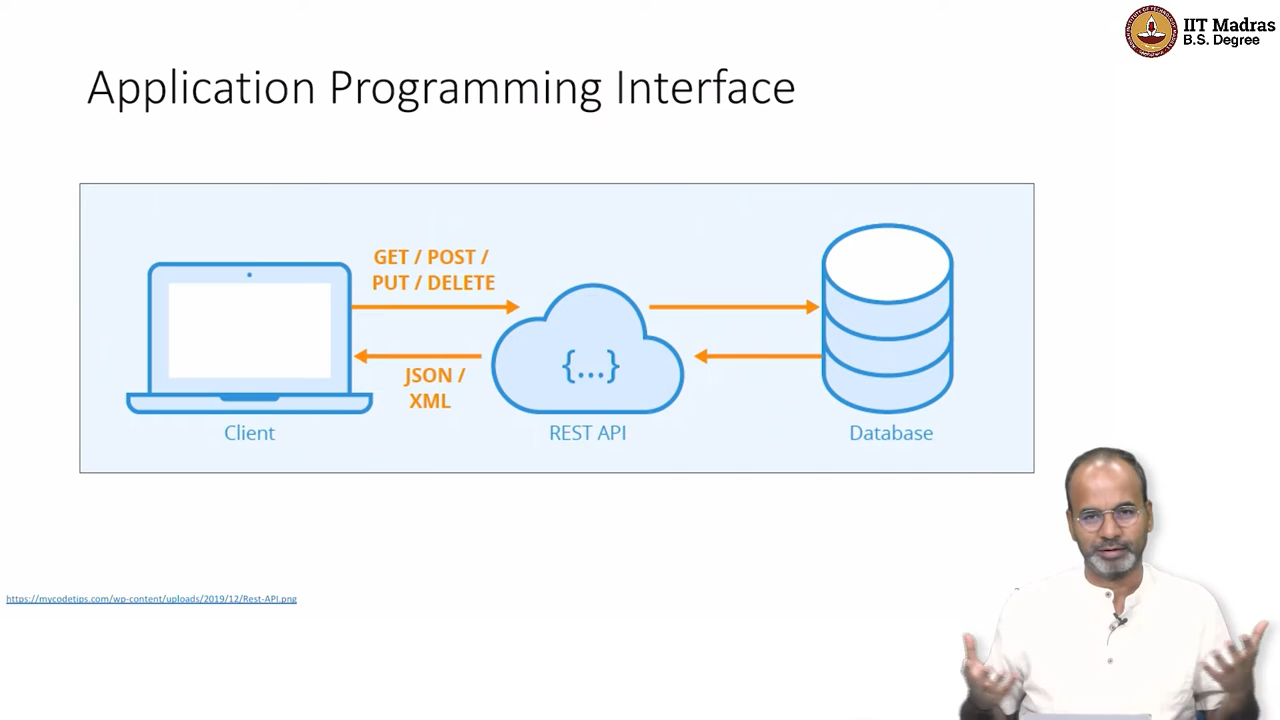 IIT Madras
B.S. Degree
Application Programming Interface
GET / POST /
PUT / DELETE
JSON /
XML
{...}
Client
REST API
Database
https://mycodetips.com/wp-content/uploads/2019/12/Rest-API.png